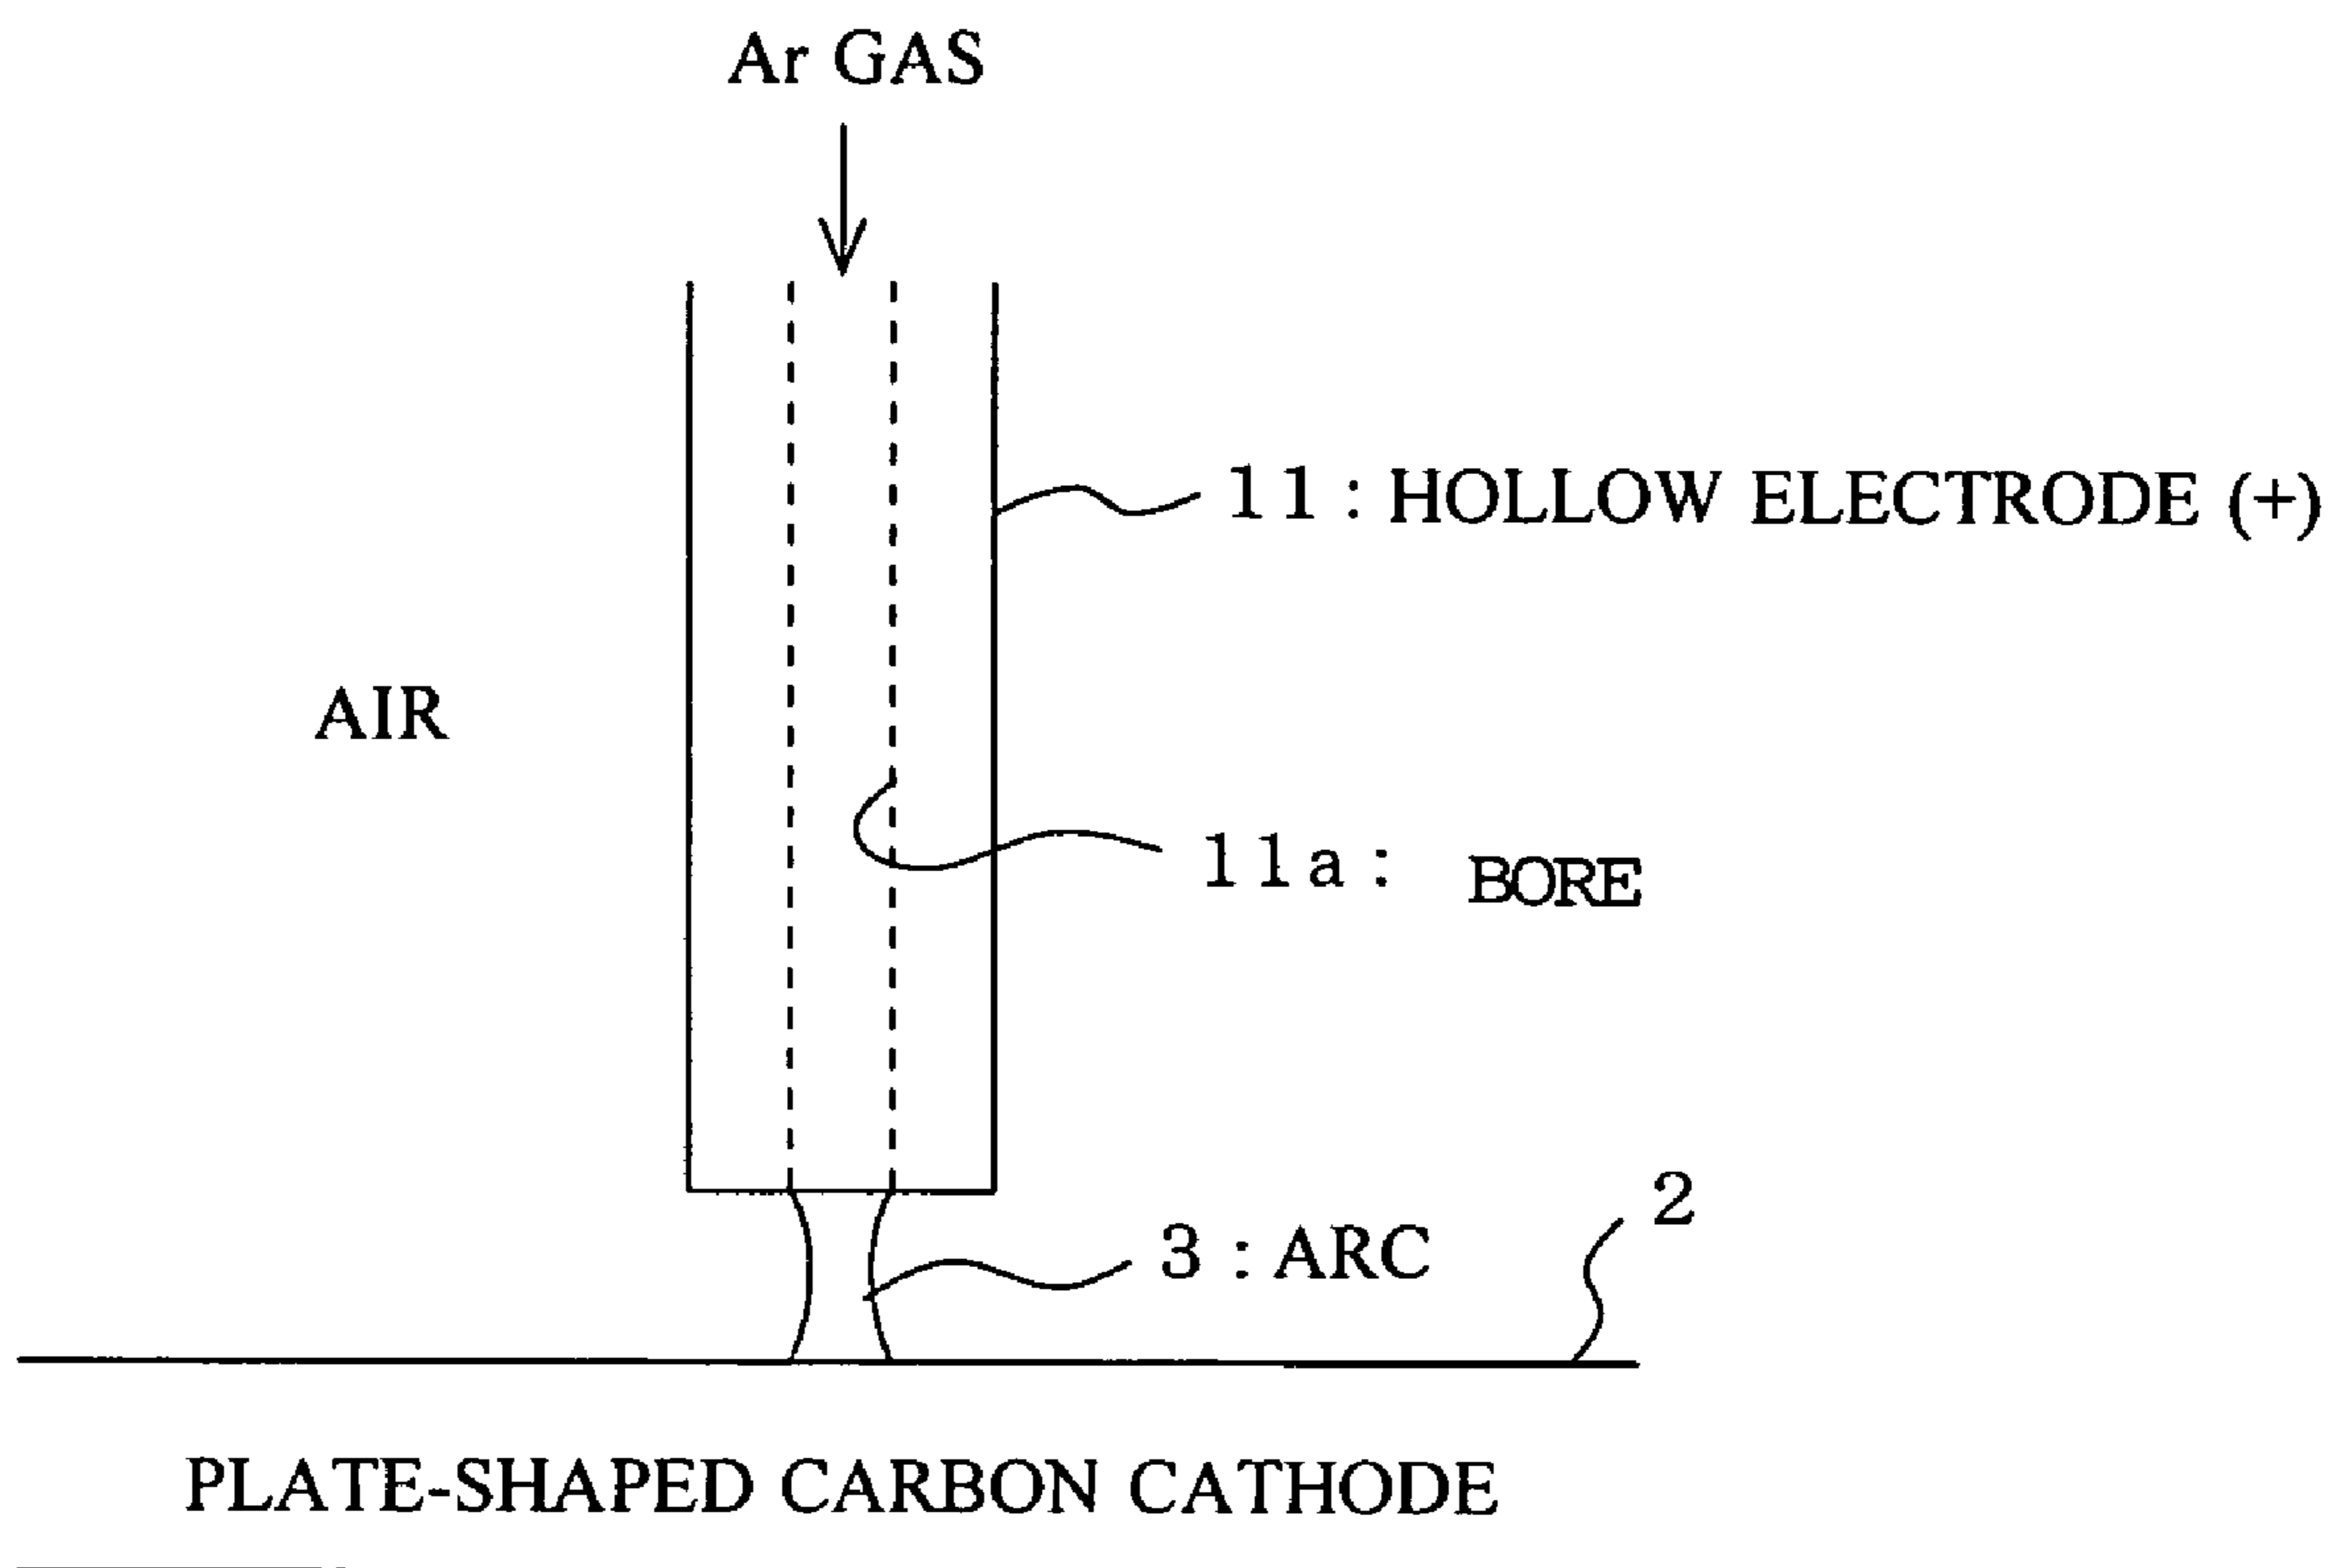 Ar GAS
11 : HOLLOW ELECTRODE (+)
AIR
11a : BORE
2
3 : ARC
PLATE-SHAPED CARBON CATHODE